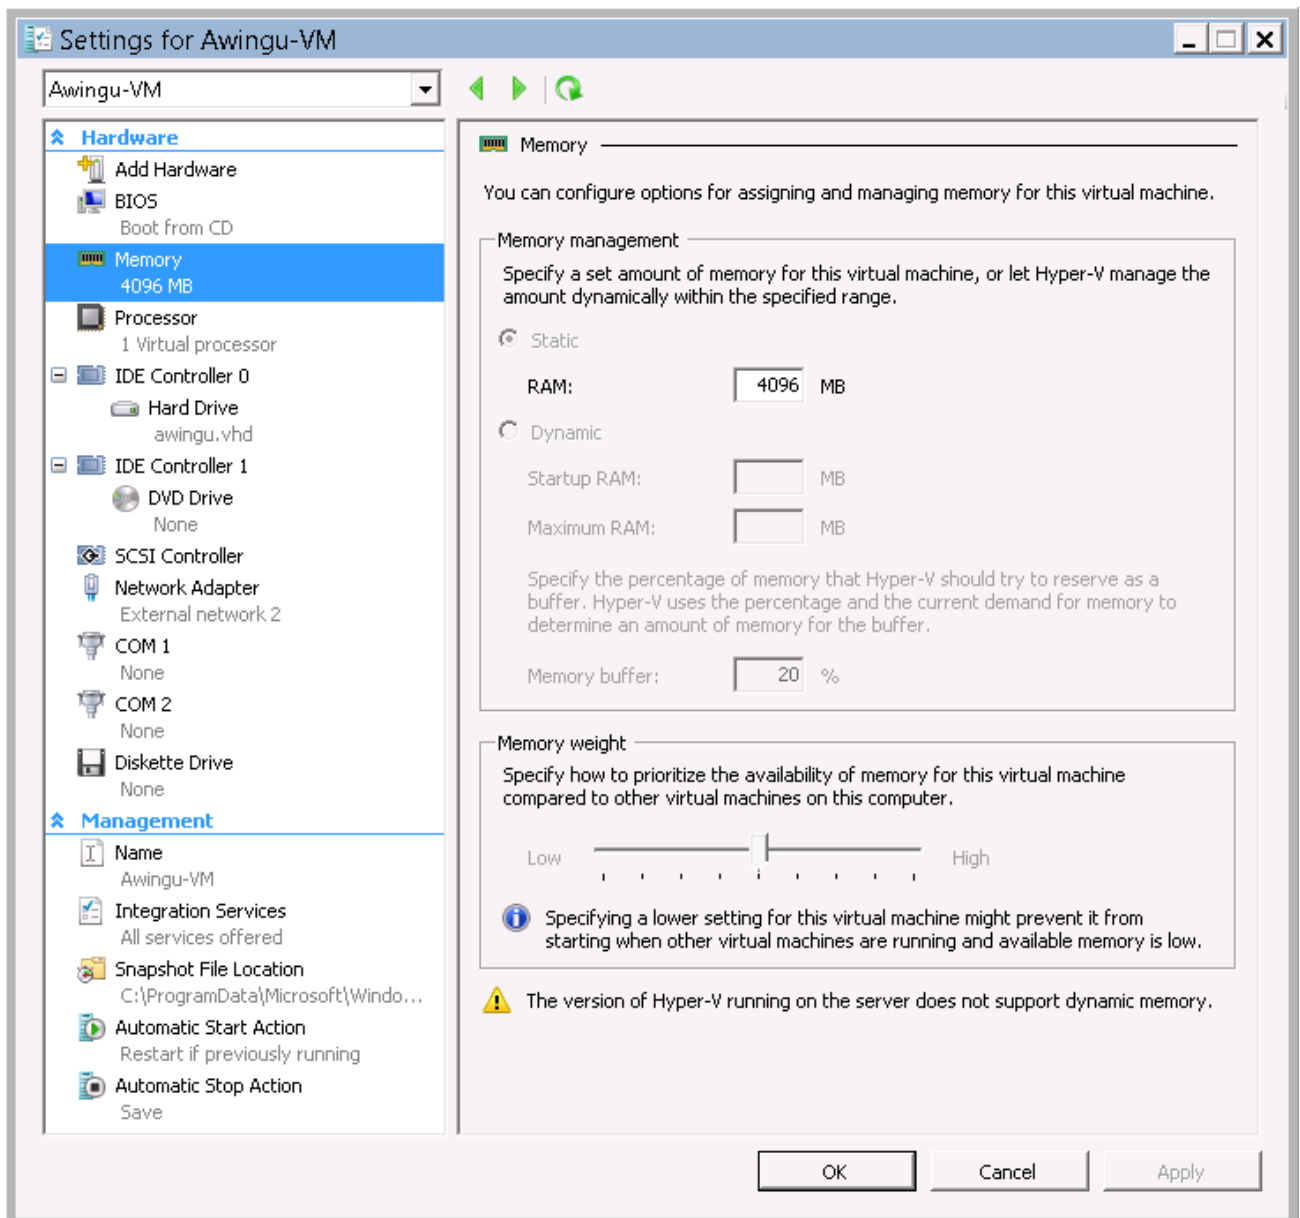 Settings for Awingu-VM
Awingu-VM
Hardware
Add Hardware
BIOS
Boot from CD
Memory
4096 MB
Processor
1 Virtual processor
IDE Controller 0
Hard Drive
awingu.vhd
IDE Controller 1
DVD Drive
None
SCSI Controller
Network Adapter
External network 2
COM 1
None
COM 2
None
Diskette Drive
None
Management
Name
Awingu-VM
Integration Services
All services offered
Snapshot File Location
C:\ProgramData\Microsoft\Windo...
Automatic Start Action
Restart if previously running
Automatic Stop Action
Save
Memory
You can configure options for assigning and managing memory for this virtual machine.
Memory management
Specify a set amount of memory for this virtual machine, or let Hyper-V manage the
amount dynamically within the specified range.
Static
RAM: 4096 MB
Dynamic
Startup RAM: MB
Maximum RAM: MB
Specify the percentage of memory that Hyper-V should try to reserve as a
buffer. Hyper-V uses the percentage and the current demand for memory to
determine an amount of memory for the buffer.
Memory buffer: 20 %
Memory weight
Specify how to prioritize the availability of memory for this virtual machine
compared to other virtual machines on this computer.
Low High
Specifying a lower setting for this virtual machine might prevent it from
starting when other virtual machines are running and available memory is low.
The version of Hyper-V running on the server does not support dynamic memory.
OK Cancel Apply